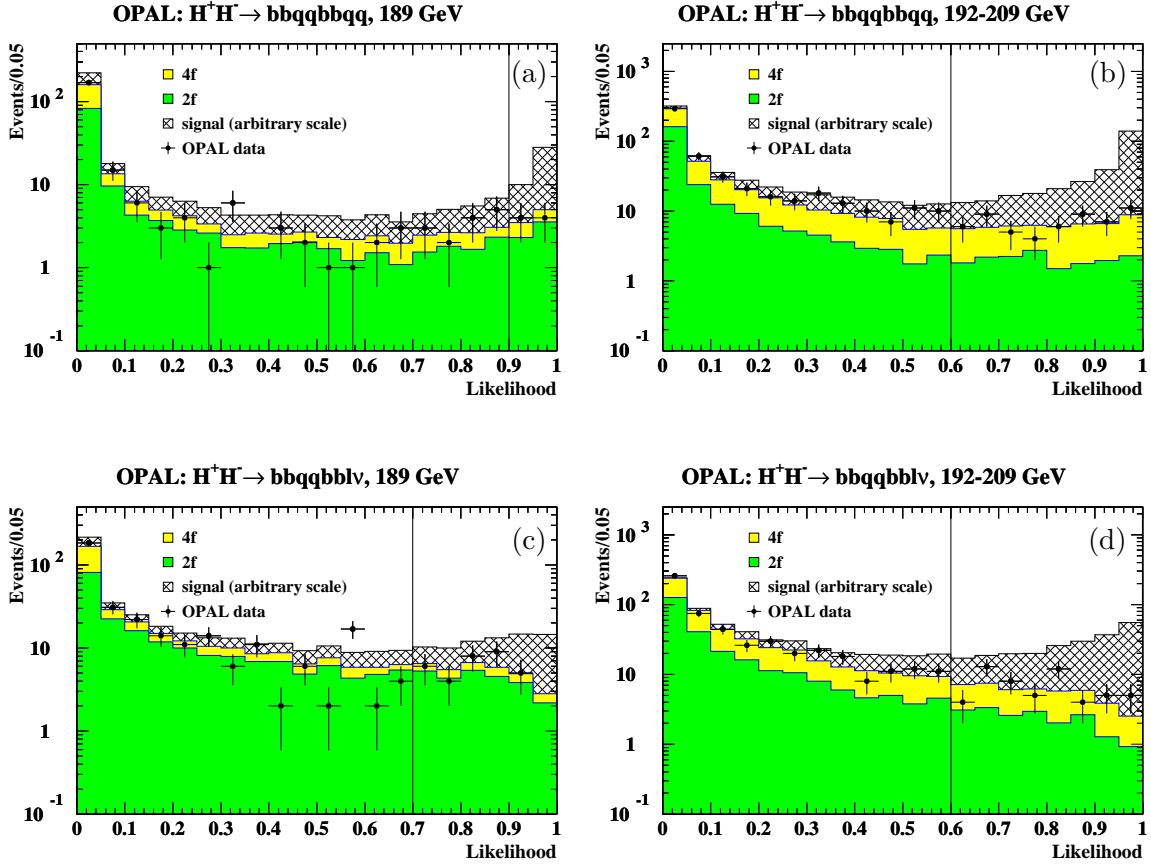 OPAL: H⁺H⁻→ bbqqbbqq, 189 GeV
Events/0.05
(a)
4f
2f
signal (arbitrary scale)
OPAL data
10²
10
1
10⁻¹
0 0.1 0.2 0.3 0.4 0.5 0.6 0.7 0.8 0.9 1
Likelihood
OPAL: H⁺H⁻→ bbqqbbqq, 192-209 GeV
Events/0.05
(b)
4f
2f
signal (arbitrary scale)
OPAL data
10³
10²
10
1
10⁻¹
0 0.1 0.2 0.3 0.4 0.5 0.6 0.7 0.8 0.9 1
Likelihood
OPAL: H⁺H⁻→ bbqqbblν, 189 GeV
Events/0.05
(c)
4f
2f
signal (arbitrary scale)
OPAL data
10²
10
1
10⁻¹
0 0.1 0.2 0.3 0.4 0.5 0.6 0.7 0.8 0.9 1
Likelihood
OPAL: H⁺H⁻→ bbqqbblν, 192-209 GeV
Events/0.05
(d)
4f
2f
signal (arbitrary scale)
OPAL data
10³
10²
10
1
10⁻¹
0 0.1 0.2 0.3 0.4 0.5 0.6 0.7 0.8 0.9 1
Likelihood